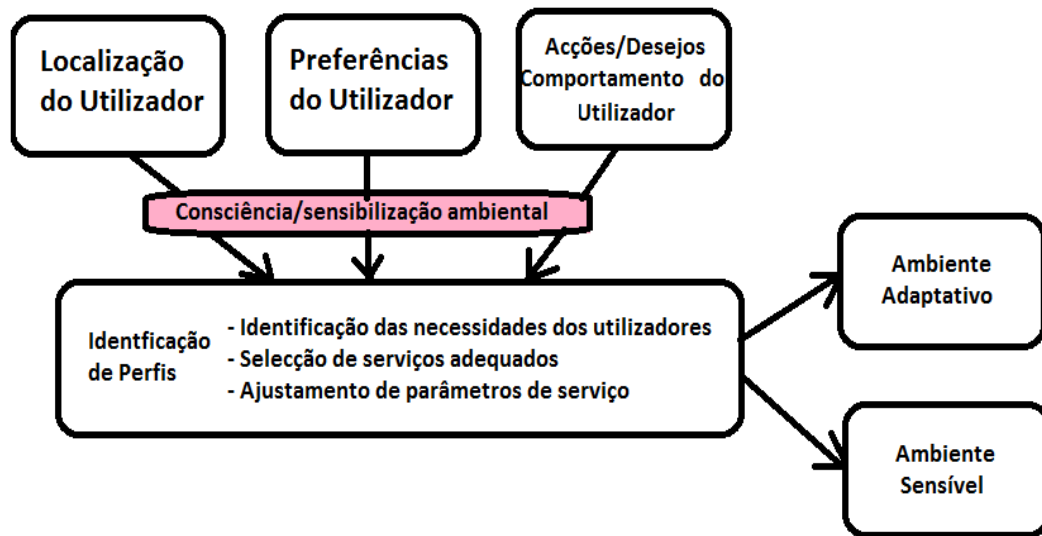 Localização
do Utilizador
Preferências
do Utilizador
Acções/Desejos
Comportamento do
Utilizador
Consciência/sensibilização ambiental
Identficação
de Perfis
- Identificação das necessidades dos utilizadores
- Selecção de serviços adequados
- Ajustamento de parâmetros de serviço
Ambiente
Adaptativo
Ambiente
Sensível